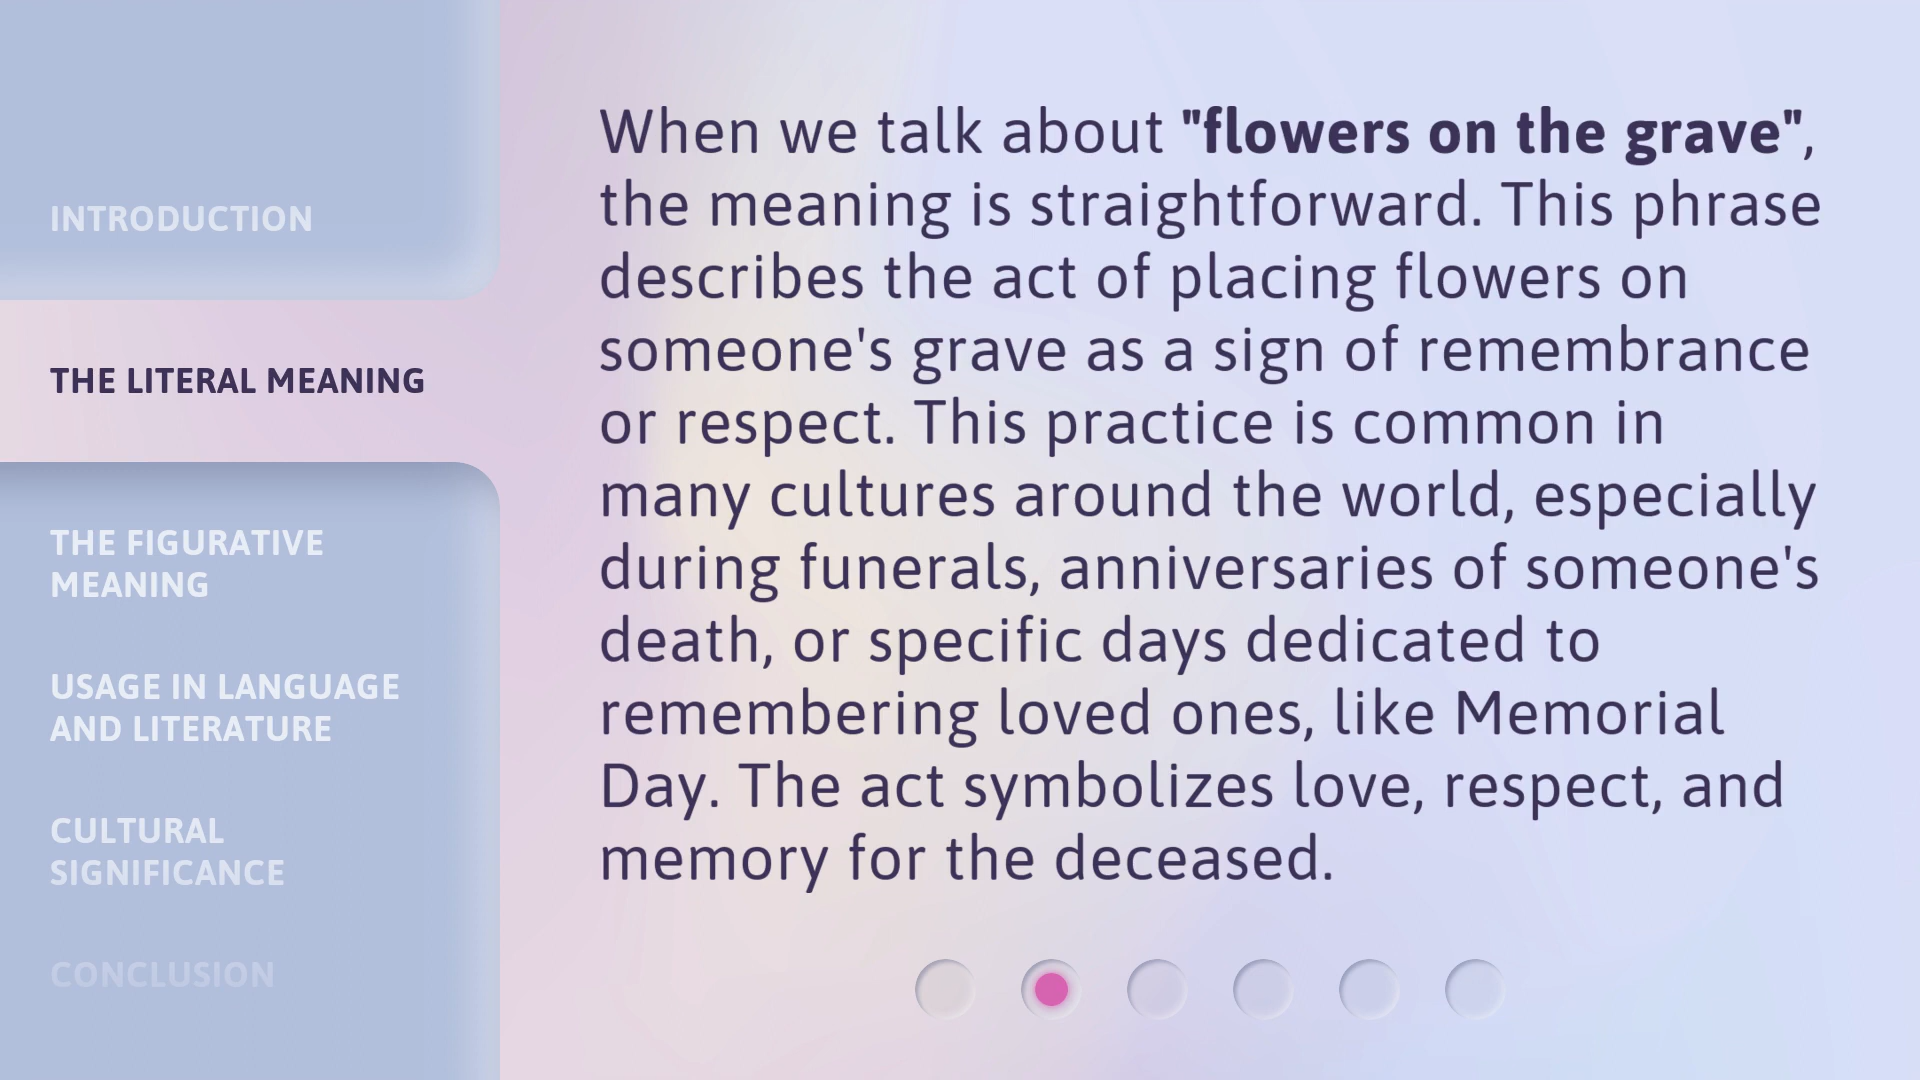 INTRODUCTION
THE LITERAL MEANING
THE FIGURATIVE
MEANING
USAGE IN LANGUAGE
AND LITERATURE
CULTURAL
SIGNIFICANCE
CONCLUSION
When we talk about "flowers on the grave",
the meaning is straightforward. This phrase
describes the act of placing flowers on
someone's grave as a sign of remembrance
or respect. This practice is common in
many cultures around the world, especially
during funerals, anniversaries of someone's
death, or specific days dedicated to
remembering loved ones, like Memorial
Day. The act symbolizes love, respect, and
memory for the deceased.